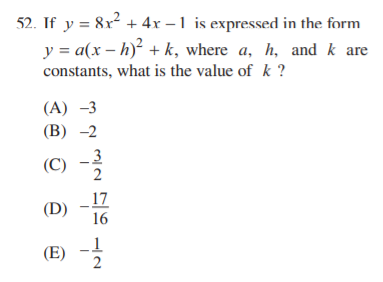 52. If y = 8x² + 4x – 1 is expressed in the form
y = a(x – h)² + k, where a, h, and k are
constants, what is the value of k ?
(A) –3
(B) –2
(C) –3/2
(D) –17/16
(E) –1/2